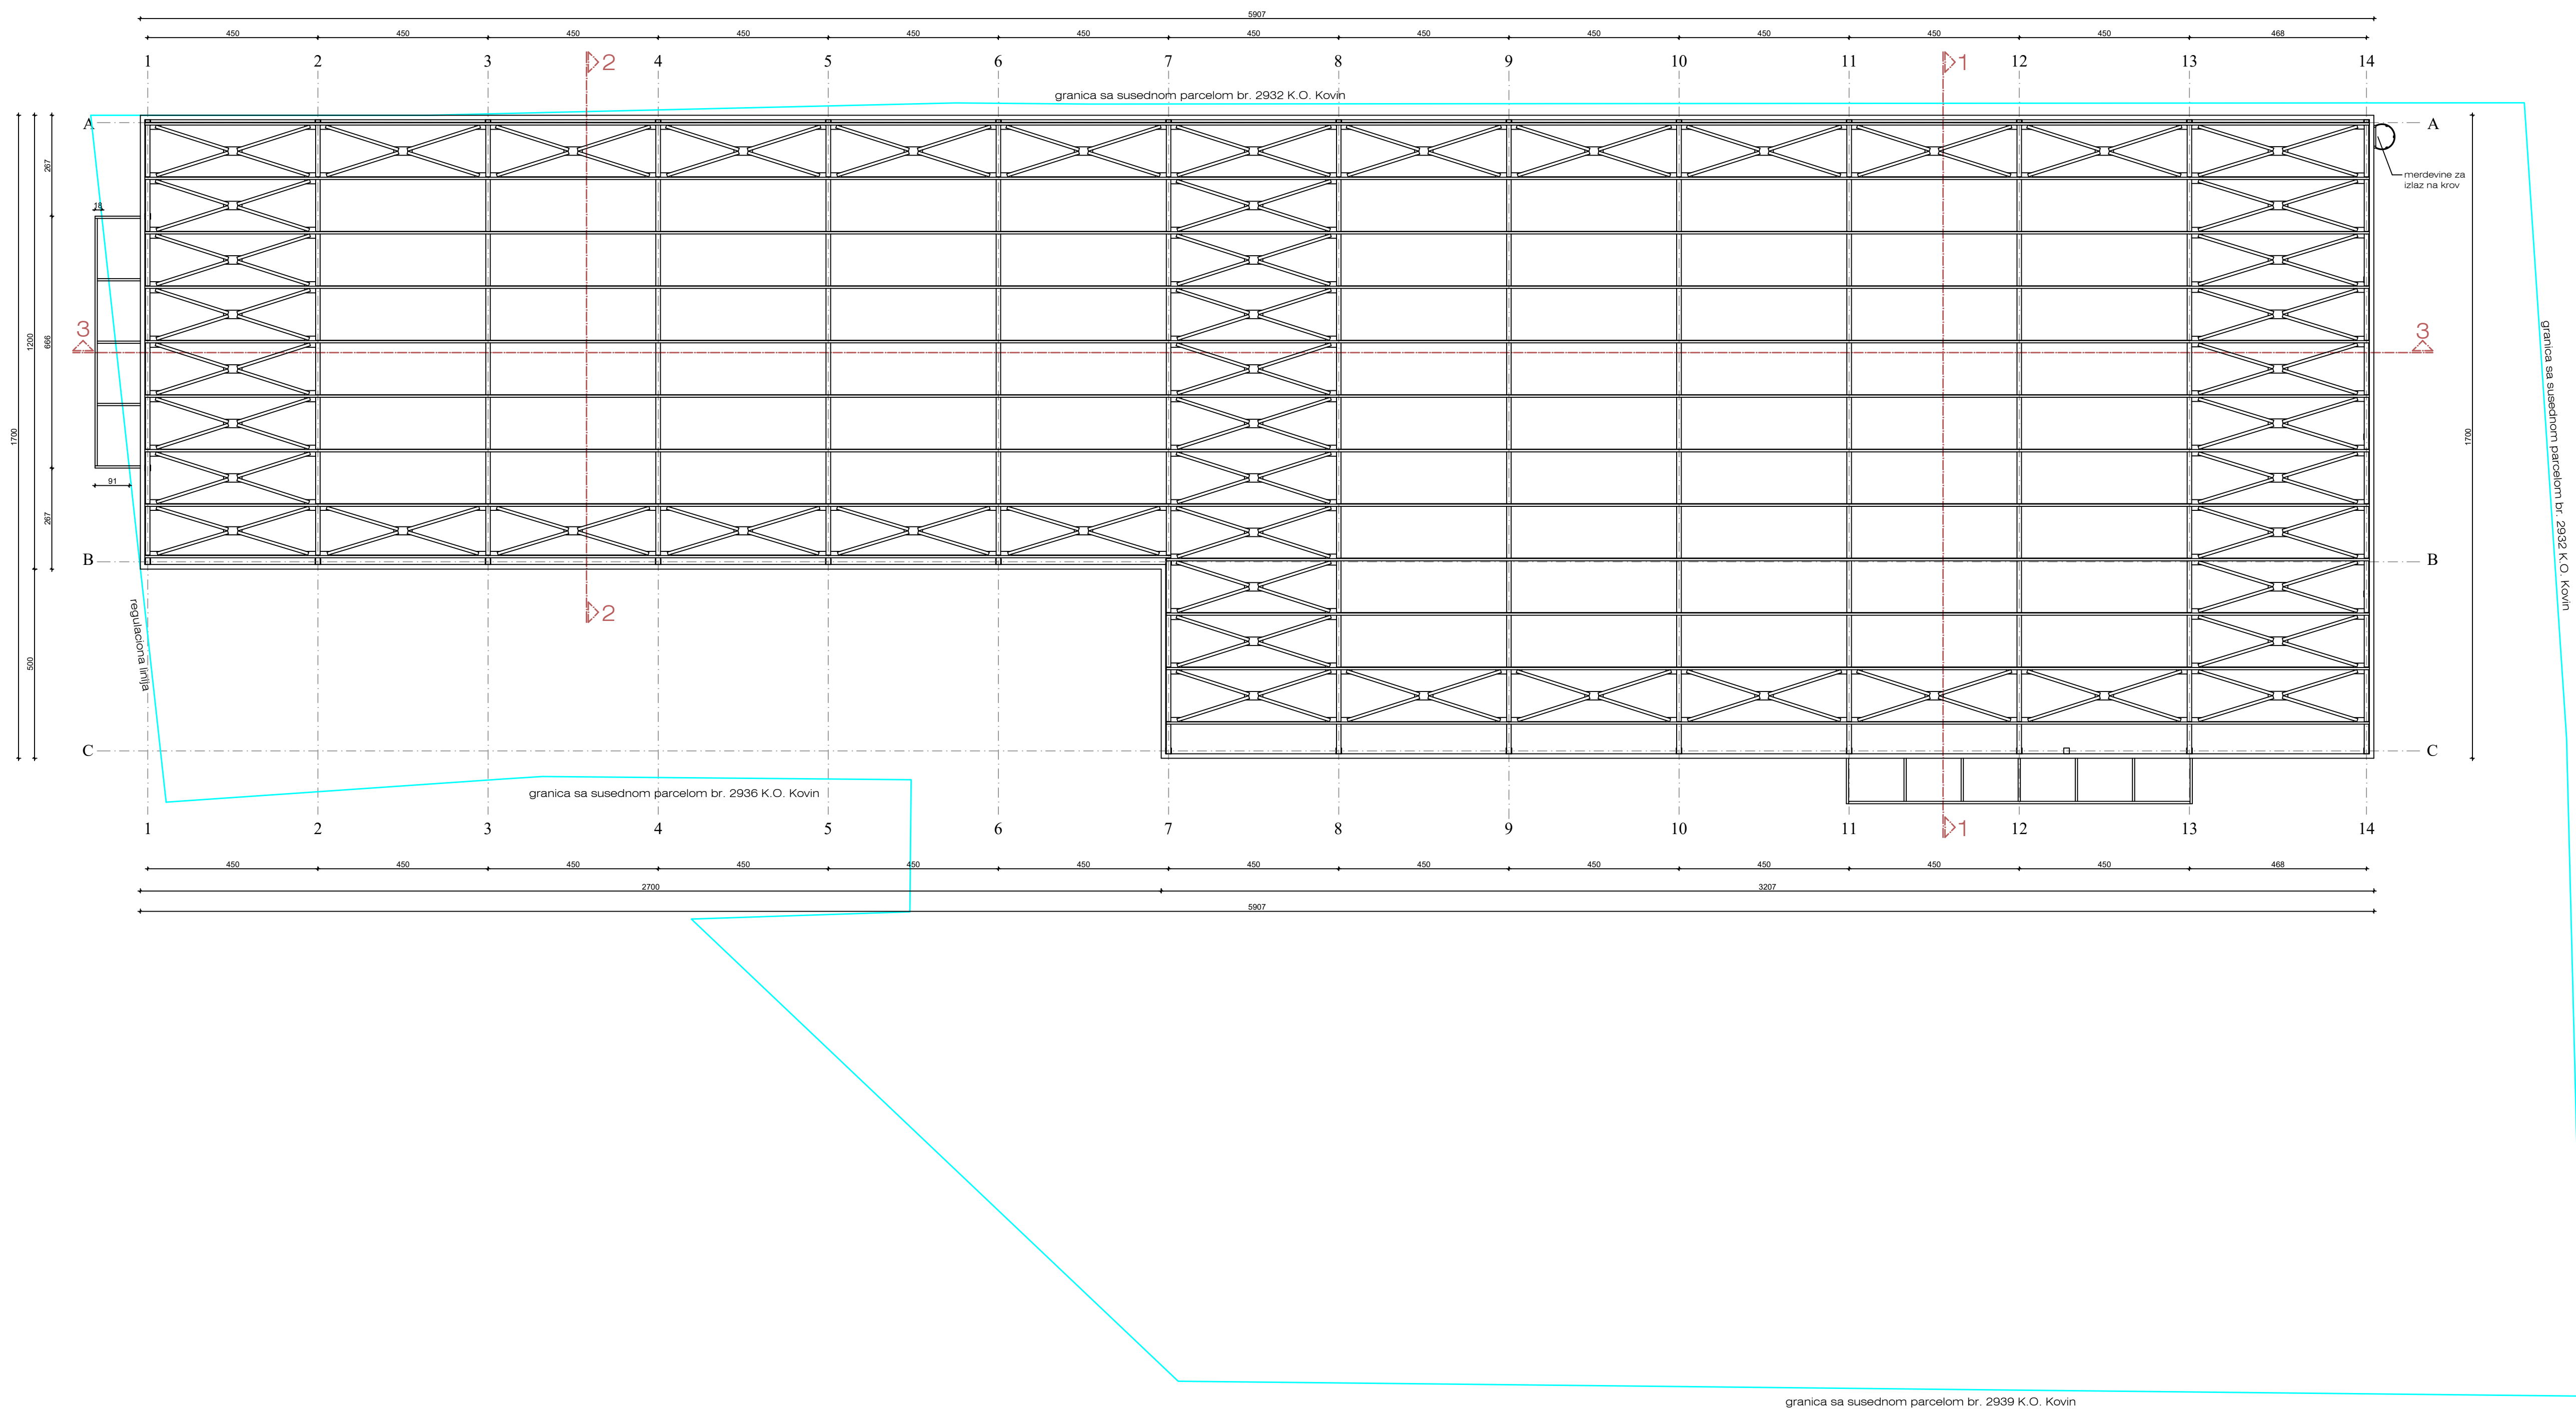 5907
450 450 450 450 450 450 450 450 450 450 450 450 468
1 2 3 2 4 5 6 7 8 9 10 11 1 12 13 14
granica sa susednom parcelom br. 2932 K.O. Kovin
A A
267
merdevine za
izlaz na krov
18
3 3
1700 1200 666 1700
granica sa susednom parcelom br. 2932 K.O. Kovin
91
267
B B
2
regulaciona linija
500
C C
granica sa susednom parcelom br. 2936 K.O. Kovin
1 2 3 4 5 6 7 8 9 10 11 1 12 13 14
450 450 450 450 450 450 450 450 450 450 450 450 468
2700 3207
5907
granica sa susednom parcelom br. 2939 K.O. Kovin